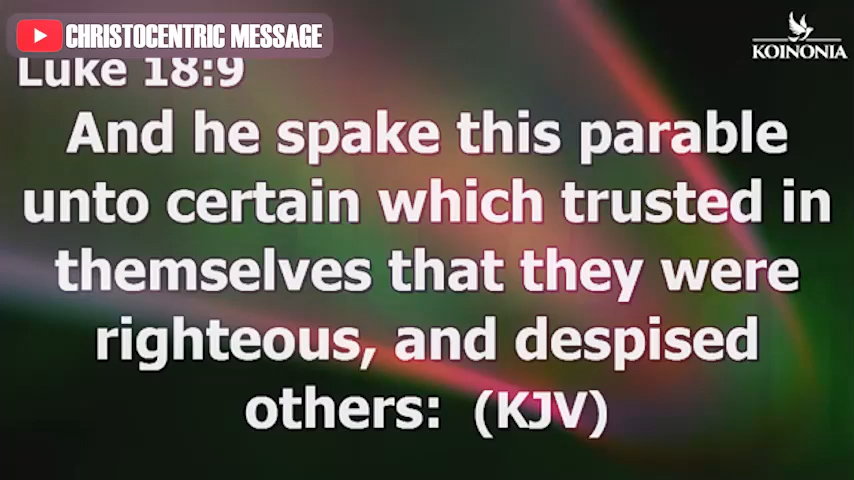 CHRISTOCENTRIC MESSAGE
KOINONIA
Luke 18:9
And he spake this parable
unto certain which trusted in
themselves that they were
righteous, and despised
others: (KJV)